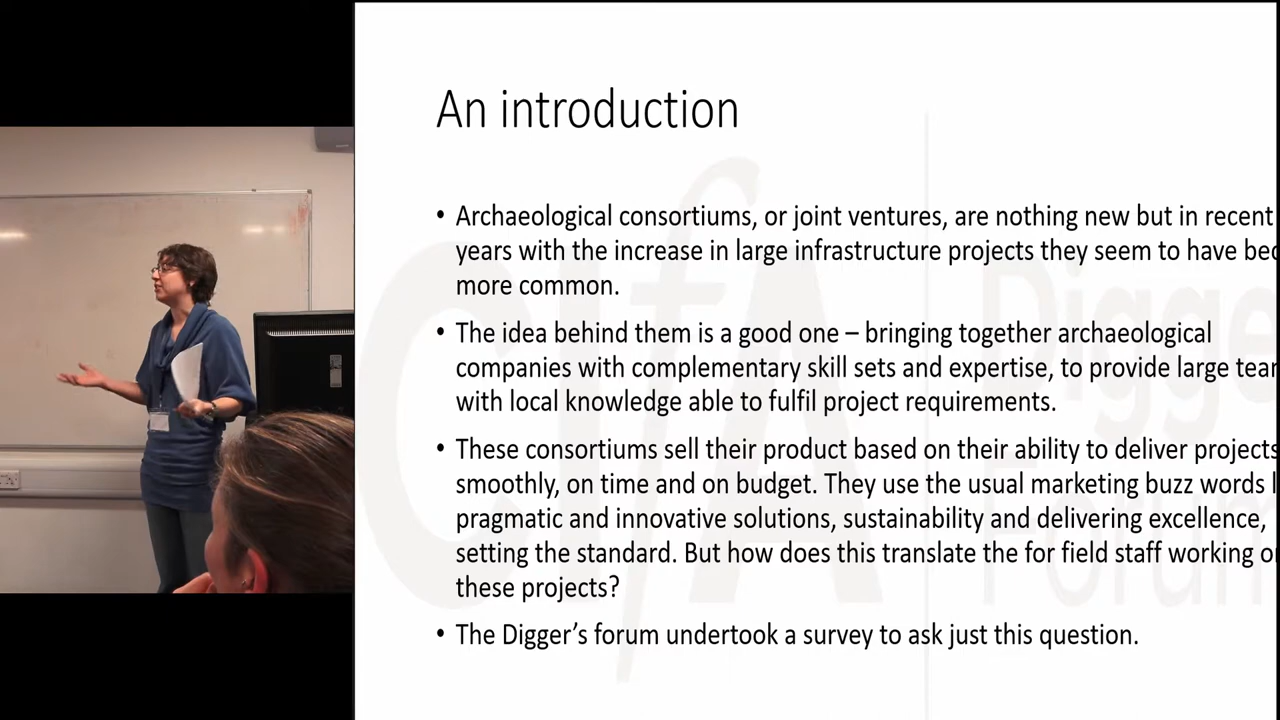 An introduction
• Archaeological consortiums, or joint ventures, are nothing new but in recent
years with the increase in large infrastructure projects they seem to have
more common.
• The idea behind them is a good one – bringing together archaeological
companies with complementary skill sets and expertise, to provide large
with local knowledge able to fulfil project requirements.
• These consortiums sell their product based on their ability to deliver projects
smoothly, on time and on budget. They use the usual marketing buzz words
pragmatic and innovative solutions, sustainability and delivering excellence,
setting the standard. But how does this translate the for field staff working
these projects?
• The Digger’s forum undertook a survey to ask just this question.
CIfA